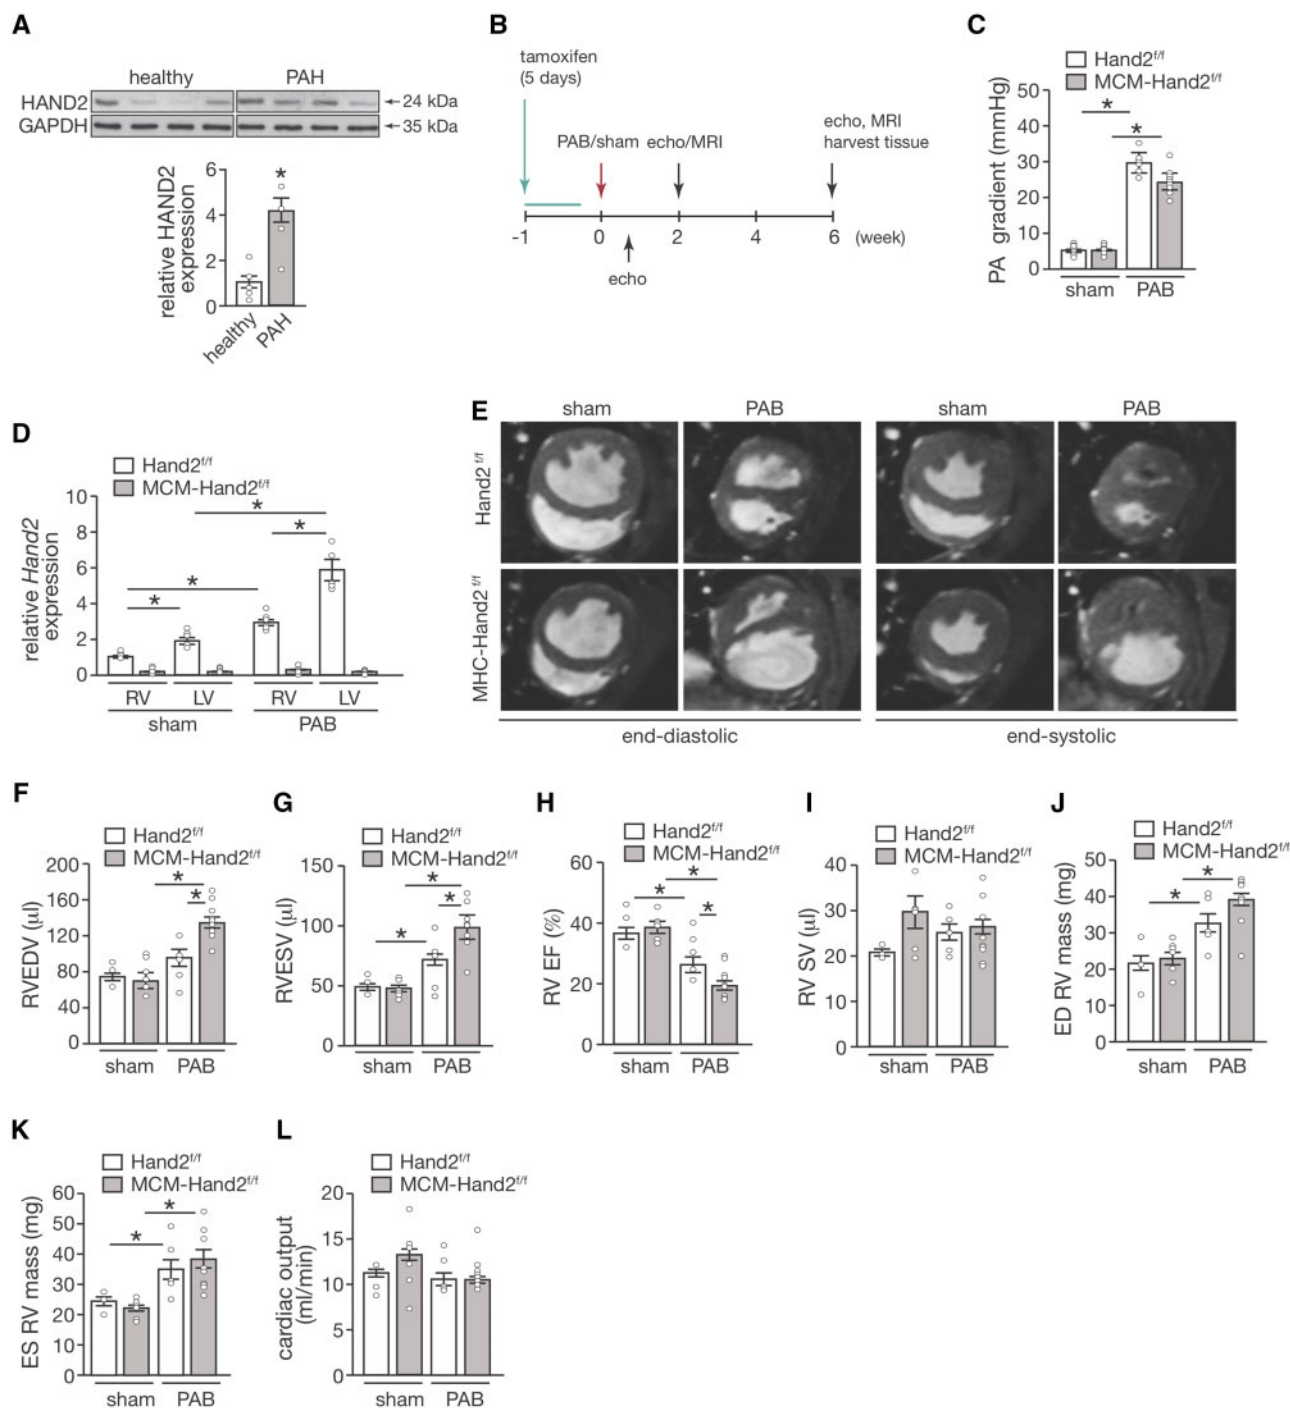 A
healthy PAH
HAND2 24 kDa
GAPDH 35 kDa
relative HAND2
expression
6
4
2
0
*
healthy
PAH
B
tamoxifen
(5 days)
PAB/sham echo/MRI
echo, MRI
harvest tissue
-1 0 2 4 6 (week)
echo
C
Hand2f/f
MCM-Hand2f/f
PA gradient (mmHg)
50
40
30
20
10
0
*
*
sham PAB
D
Hand2f/f
MCM-Hand2f/f
relative Hand2
expression
10
8
6
4
2
0
*
*
*
*
RV LV RV LV
sham PAB
E
sham PAB sham PAB
Hand2f/f
MHC-Hand2f/f
end-diastolic end-systolic
F
Hand2f/f
MCM-Hand2f/f
RVEDV (µl)
200
160
120
80
40
0
*
*
sham PAB
G
Hand2f/f
MCM-Hand2f/f
RVESV (µl)
150
100
50
0
*
*
*
sham PAB
H
Hand2f/f
MCM-Hand2f/f
RV EF (%)
60
40
20
0
*
*
*
sham PAB
I
Hand2f/f
MCM-Hand2f/f
RV SV (µl)
40
30
20
10
0
sham PAB
J
Hand2f/f
MCM-Hand2f/f
ED RV mass (mg)
50
40
30
20
10
0
*
*
sham PAB
K
Hand2f/f
MCM-Hand2f/f
ES RV mass (mg)
60
50
40
30
20
10
0
*
*
sham PAB
L
Hand2f/f
MCM-Hand2f/f
cardiac output
(ml/min)
20
15
10
5
0
sham PAB